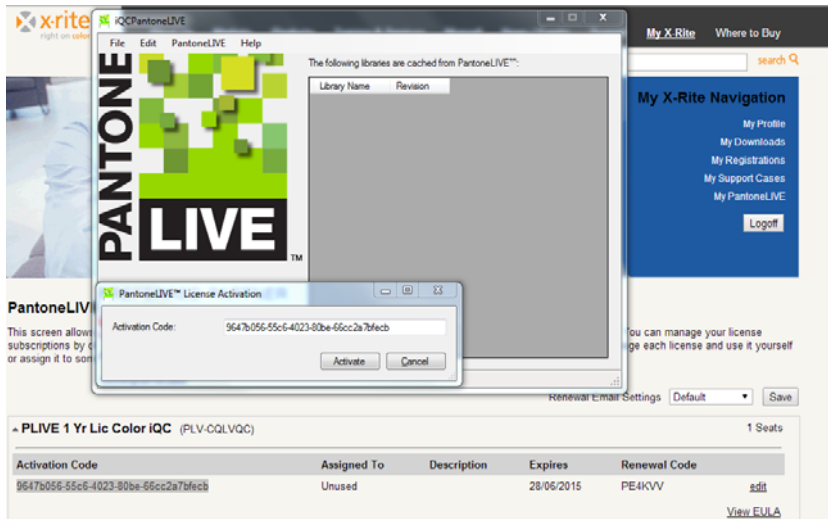 x·rite
right on color
My X-Rite
Where to Buy
search
iQCPantoneLIVE
File Edit PantoneLIVE Help
The following libraries are cached from PantoneLIVE™:
Library Name Revision
PANTONE
LIVE
TM
My X-Rite Navigation
My Profile
My Downloads
My Registrations
My Support Cases
My PantoneLIVE
Logoff
PantoneLIVE™ License Activation
Activation Code: 9647b056-55c6-4023-80be-66cc2a7bfecb
Activate Cancel
PantoneLIV
This screen allow You can manage your license
subscriptions by ge each license and use it yourself
or assign it to som
Renewal Email Settings Default Save
PLIVE 1 Yr Lic Color iQC (PLV-CQLVQC) 1 Seats
Activation Code Assigned To Description Expires Renewal Code
9647b056-55c6-4023-80be-66cc2a7bfecb Unused 28/06/2015 PE4KVV edit
View EULA